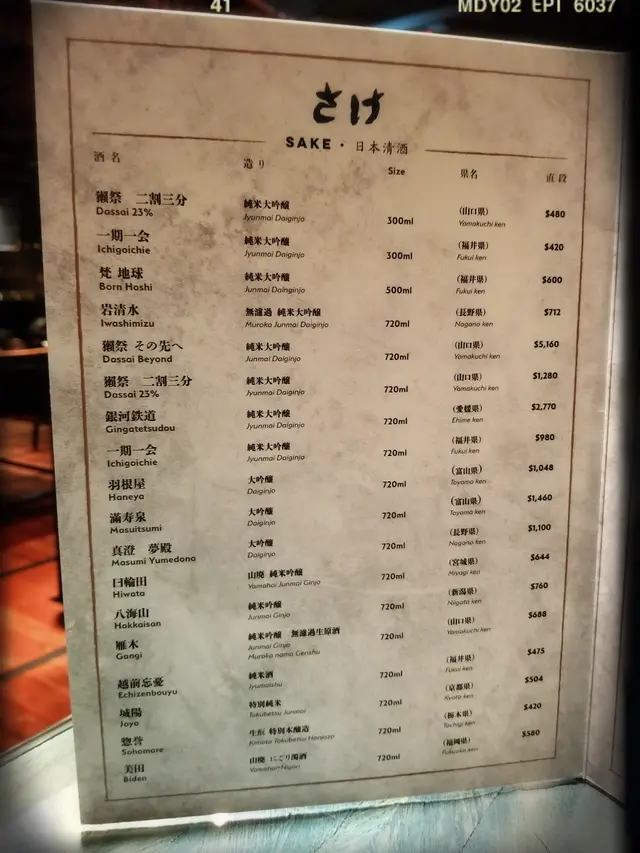 41 MDY02 EPT 6037
さけ
SAKE · 日本清酒
酒名 造り Size 県名 直段
獺祭 二割三分 純米大吟醸 300ml (山口県) $480
Dassai 23% Jyunmai Daiginjo Yamakuchi ken
一期一会 純米大吟醸 300ml (福井県) $420
Ichigoichie Jyunmai Daiginjo Fukui ken
梵 地球 純米大吟醸 500ml (福井県) $600
Born Hoshi Junmai Dainginjo Fukui ken
岩清水 無濾過 純米大吟醸 720ml (長野県) $712
Iwashimizu Muroka Junmai Daiginjo Nagano ken
獺祭 その先へ 純米大吟醸 720ml (山口県) $5,160
Dassai Beyond Junmai Daiginjo Yamakuchi ken
獺祭 二割三分 純米大吟醸 720ml (山口県) $1,280
Dassai 23% Jyunmai Daiginjo Yamakuchi ken
銀河鉄道 純米大吟醸 720ml (愛媛県) $2,770
Gingatetsudou Jyunmai Daiginjo Ehime ken
一期一会 純米大吟醸 720ml (福井県) $980
Ichigoichie Jyunmai Daiginjo Fukui ken
羽根屋 大吟醸 720ml (富山県) $1,048
Haneya Daiginjo Toyama ken
満寿泉 大吟醸 720ml (富山県) $1,460
Masuitsumi Daiginjo Toyama ken
真澄 夢殿 大吟醸 720ml (長野県) $1,100
Masumi Yumedono Daiginjo Nagano ken
日輪田 山廃 純米吟醸 720ml (宮城県) $644
Hiwata Yamahai Junmai Ginjo Miyagi ken
八海山 純米吟醸 720ml (新潟県) $760
Hakkaisan Junmai Ginjo Niigata ken
雁木 純米吟醸 無濾過生原酒 720ml (山口県) $688
Gangi Junmai Ginjo Yamakuchi ken
Muroka nama Genshu
越前忘憂 純米酒 720ml (福井県) $475
Echizenbouyu Jyumaishu Fukui ken
城陽 特別純米 720ml (京都県) $504
Joyo Tokubetsu Junmai Kyoto ken
惣誉 生酛 特別本醸造 720ml (栃木県) $420
Sohomare Kimoto Tokubetsu Honjozo Tochigi ken
美田 山廃 にごり濁酒 720ml (福岡県) $580
Biden Yamahai Nigori Fukuoka ken